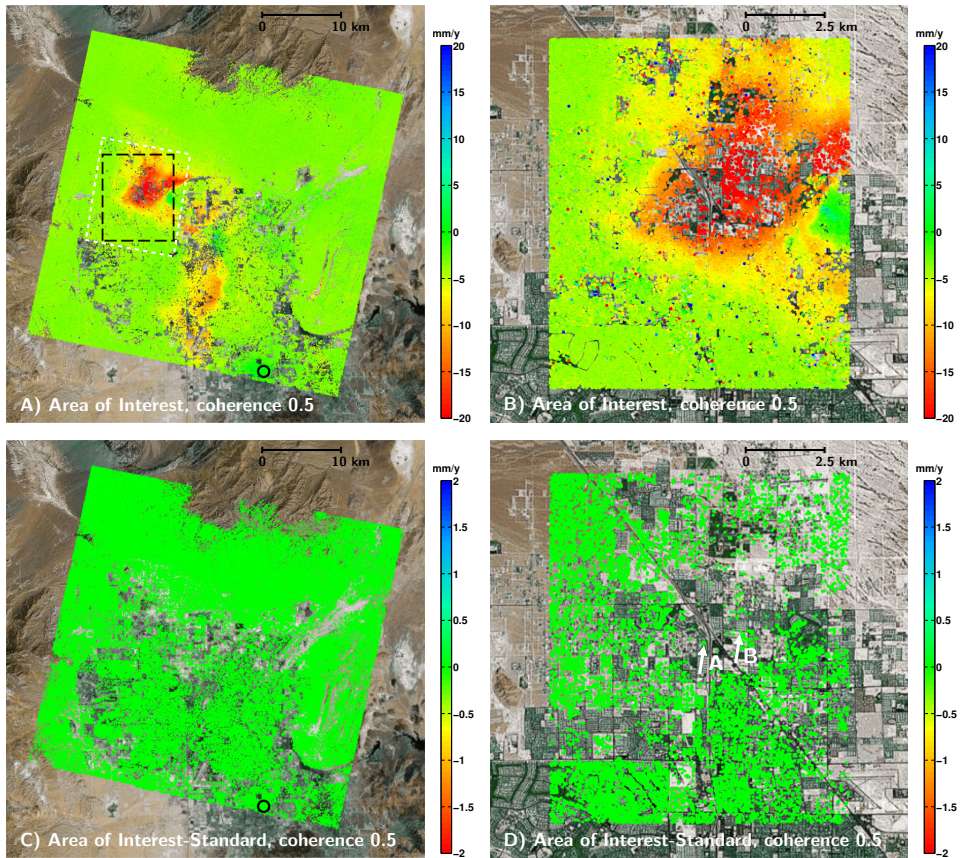 0 10 km
mm/y
20
15
10
5
0
−5
−10
−15
−20
A) Area of Interest, coherence 0.5
0 2.5 km
mm/y
20
15
10
5
0
−5
−10
−15
−20
B) Area of Interest, coherence 0.5
0 10 km
mm/y
2
1.5
1
0.5
0
−0.5
−1
−1.5
−2
C) Area of Interest-Standard, coherence 0.5
0 2.5 km
mm/y
2
1.5
1
0.5
0
−0.5
−1
−1.5
−2
A
B
D) Area of Interest-Standard, coherence 0.5